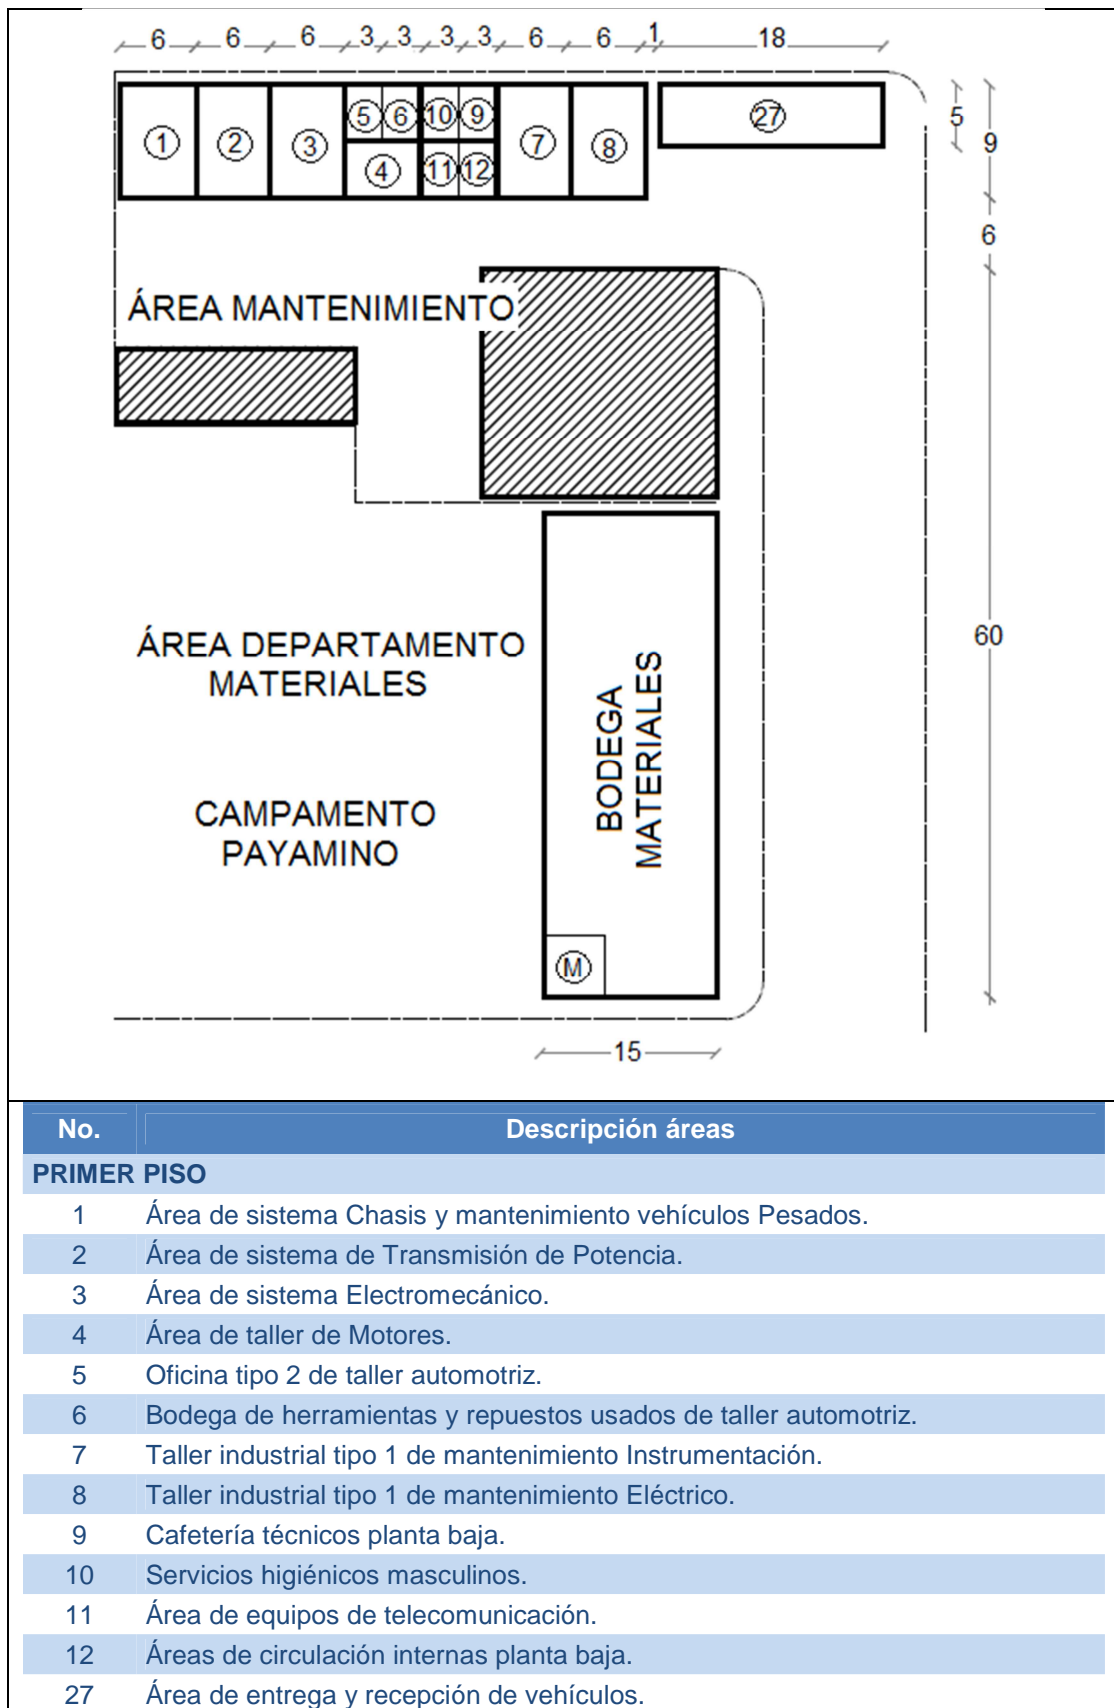 6 6 6 3 3 3 3 6 6 1 18
1 2 3 5 6 10 9 7 8 27 5 9
4 11 12
6
ÁREA MANTENIMIENTO
60
ÁREA DEPARTAMENTO
MATERIALES
BODEGA
MATERIALES
CAMPAMENTO
PAYAMINO
M
15
No. Descripción áreas
PRIMER PISO
1 Área de sistema Chasis y mantenimiento vehículos Pesados.
2 Área de sistema de Transmisión de Potencia.
3 Área de sistema Electromecánico.
4 Área de taller de Motores.
5 Oficina tipo 2 de taller automotriz.
6 Bodega de herramientas y repuestos usados de taller automotriz.
7 Taller industrial tipo 1 de mantenimiento Instrumentación.
8 Taller industrial tipo 1 de mantenimiento Eléctrico.
9 Cafetería técnicos planta baja.
10 Servicios higiénicos masculinos.
11 Área de equipos de telecomunicación.
12 Áreas de circulación internas planta baja.
27 Área de entrega y recepción de vehículos.